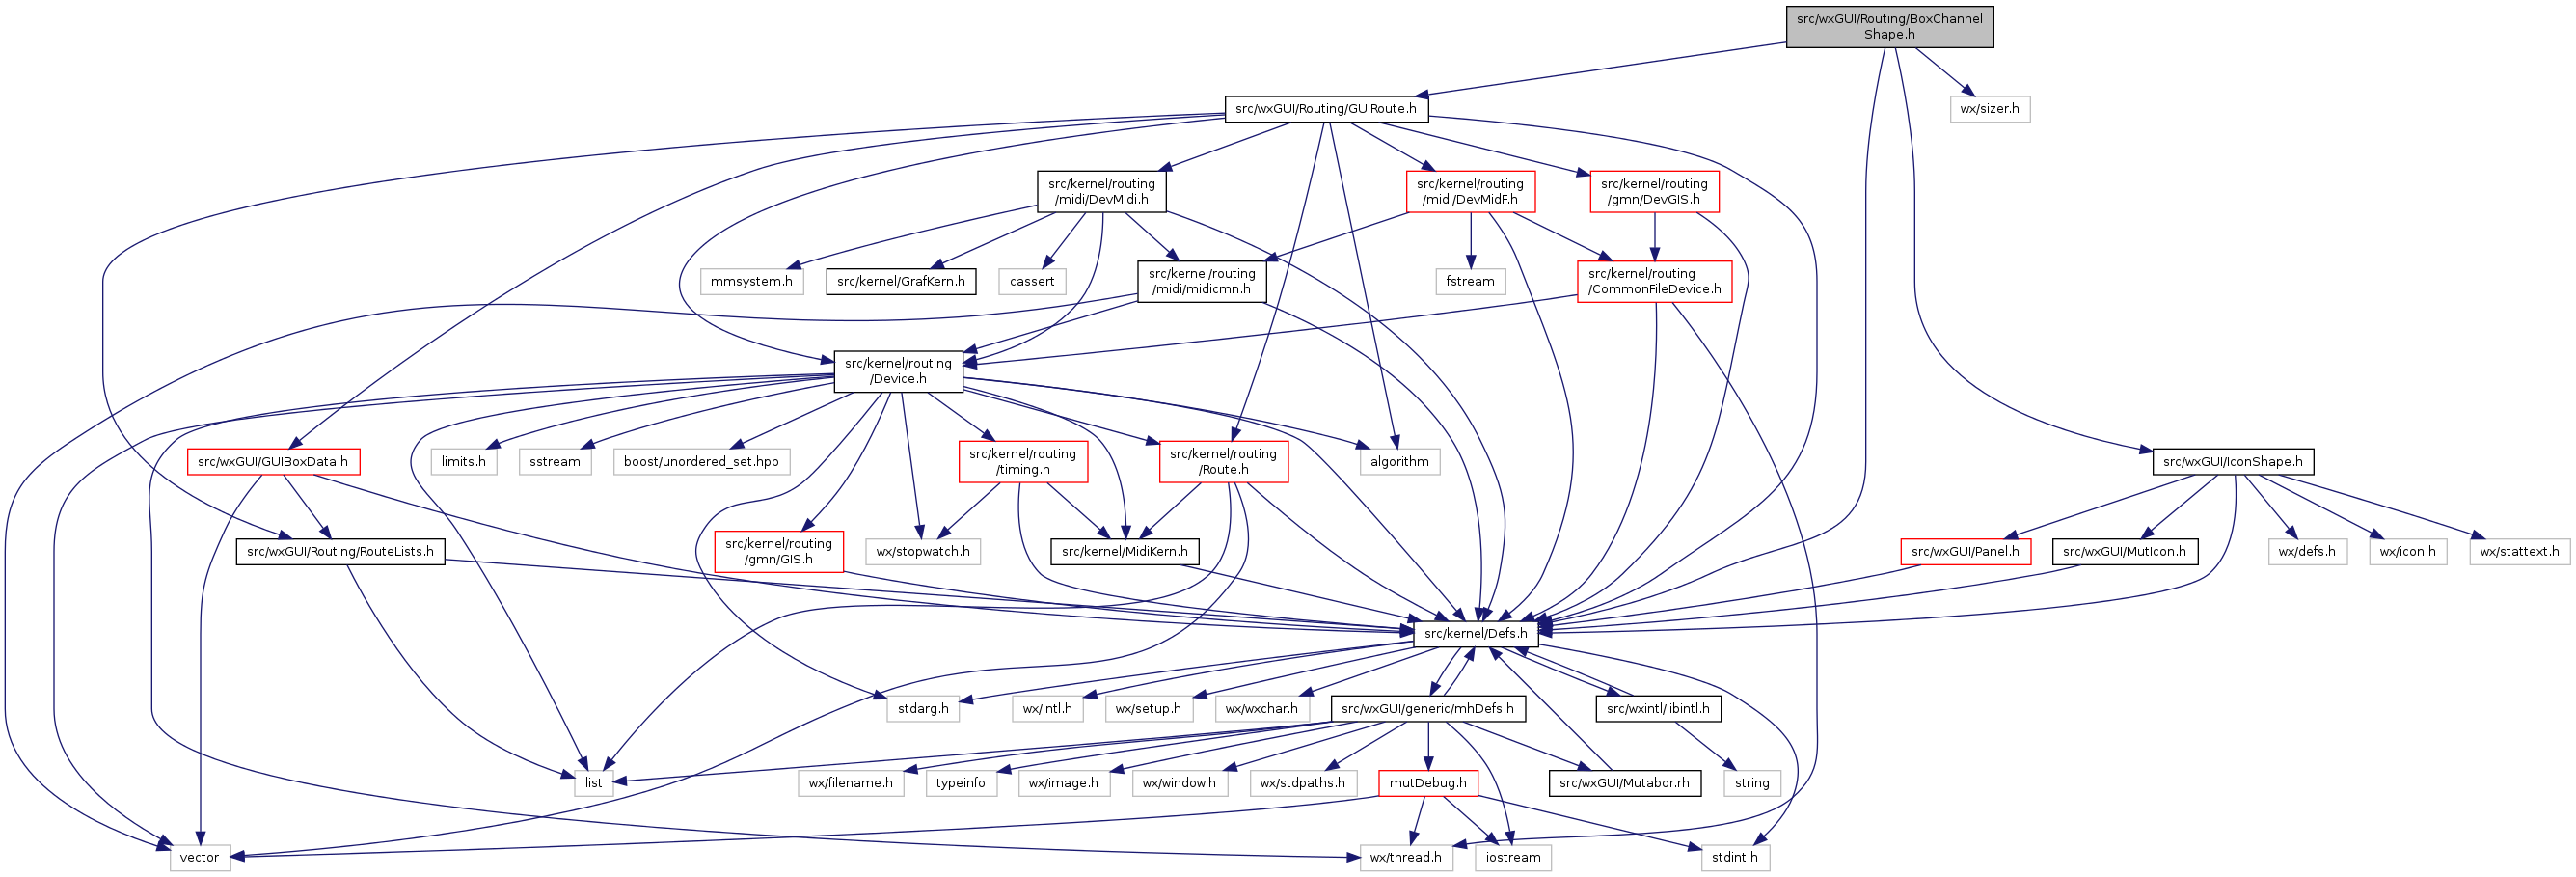 src/wxGUI/Routing/BoxChannel
Shape.h
src/wxGUI/Routing/GUIRoute.h
wx/sizer.h
src/kernel/routing
/midi/DevMidi.h
src/kernel/routing
/midi/DevMidF.h
src/kernel/routing
/gmn/DevGIS.h
mmsystem.h
src/kernel/GrafKern.h
cassert
src/kernel/routing
/midi/midicmn.h
fstream
src/kernel/routing
/CommonFileDevice.h
src/kernel/routing
/Device.h
src/wxGUI/GUIBoxData.h
limits.h
sstream
boost/unordered_set.hpp
src/kernel/routing
/timing.h
src/kernel/routing
/Route.h
algorithm
src/wxGUI/IconShape.h
src/wxGUI/Routing/RouteLists.h
src/kernel/routing
/gmn/GIS.h
wx/stopwatch.h
src/kernel/MidiKern.h
src/wxGUI/Panel.h
src/wxGUI/MutIcon.h
wx/defs.h
wx/icon.h
wx/stattext.h
src/kernel/Defs.h
stdarg.h
wx/intl.h
wx/setup.h
wx/wxchar.h
src/wxGUI/generic/mhDefs.h
src/wxintl/libintl.h
list
wx/filename.h
typeinfo
wx/image.h
wx/window.h
wx/stdpaths.h
mutDebug.h
src/wxGUI/Mutabor.rh
string
vector
wx/thread.h
iostream
stdint.h